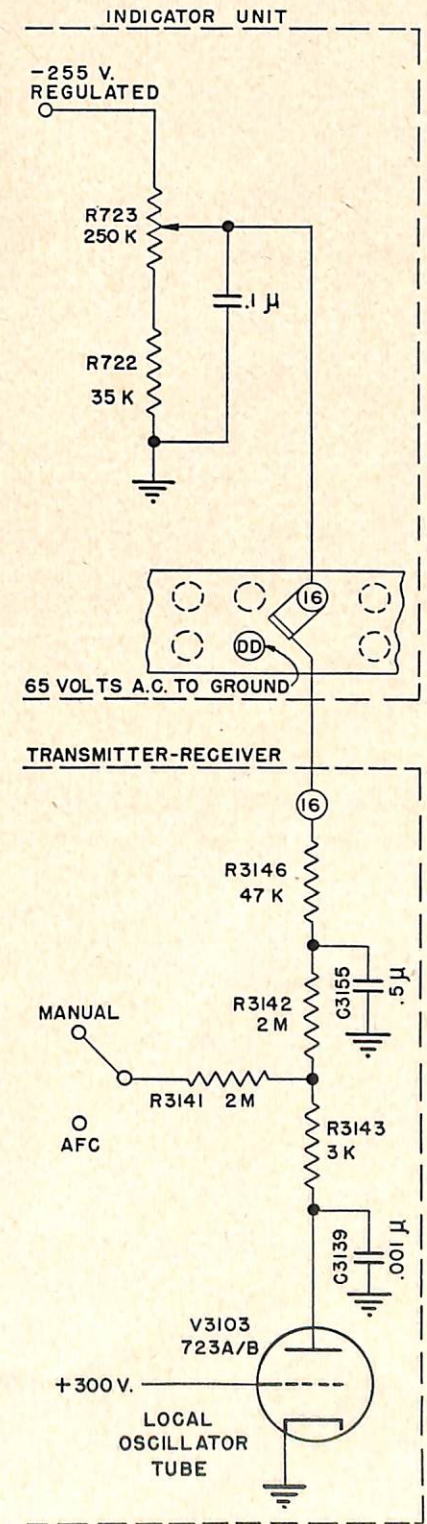 INDICATOR UNIT
-255 V.
REGULATED
R723
250 K
.1 µ
R722
35 K
16
DD
65 VOLTS A.C. TO GROUND
TRANSMITTER-RECEIVER
16
R3146
47 K
C3155
.5 µ
R3142
2 M
MANUAL
R3141 2M
AFC
R3143
3 K
C3139
.001 µ
V3103
723A/B
+300 V.
LOCAL
OSCILLATOR
TUBE